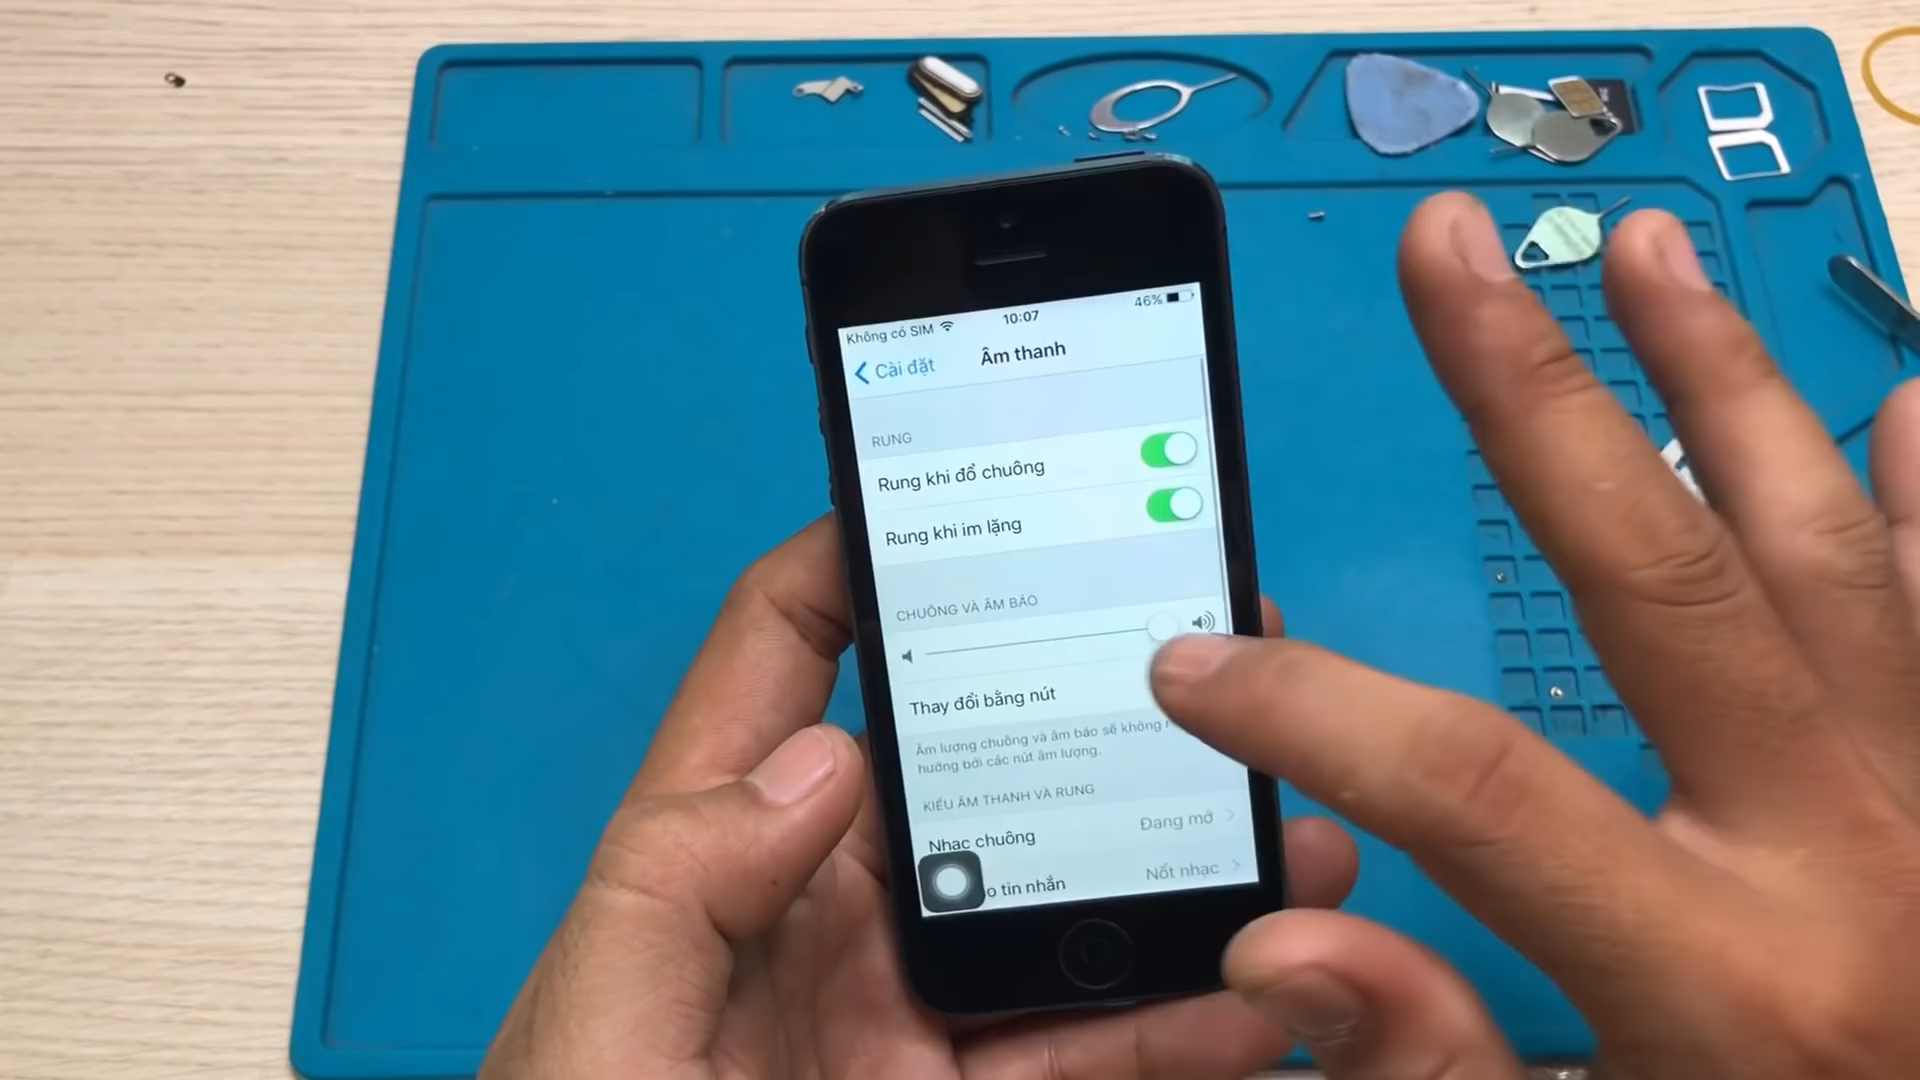 Không có SIM
10:07
46%
Cài đặt
Âm thanh
RUNG
Rung khi đổ chuông
Rung khi im lặng
CHUÔNG VÀ ÂM BÁO
Thay đổi bằng nút
Âm lượng chuông và âm báo sẽ không
hưởng bởi các nút âm lượng.
KIỂU ÂM THANH VÀ RUNG
Nhạc chuông Đang mở
o tin nhắn Nốt nhạc